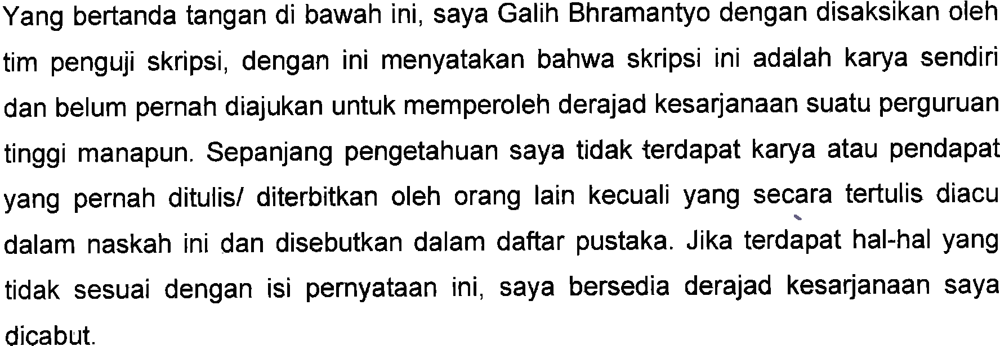 Yang bertanda tangan di bawah ini, saya Galih Bhramantyo dengan disaksikan oleh
tim penguji skripsi, dengan ini menyatakan bahwa skripsi ini adalah karya sendiri
dan belum pernah diajukan untuk memperoleh derajad kesarjanaan suatu perguruan
tinggi manapun. Sepanjang pengetahuan saya tidak terdapat karya atau pendapat
yang pernah ditulis/ diterbitkan oleh orang lain kecuali yang secara tertulis diacu
dalam naskah ini dan disebutkan dalam daftar pustaka. Jika terdapat hal-hal yang
tidak sesuai dengan isi pernyataan ini, saya bersedia derajad kesarjanaan saya
dicabut.